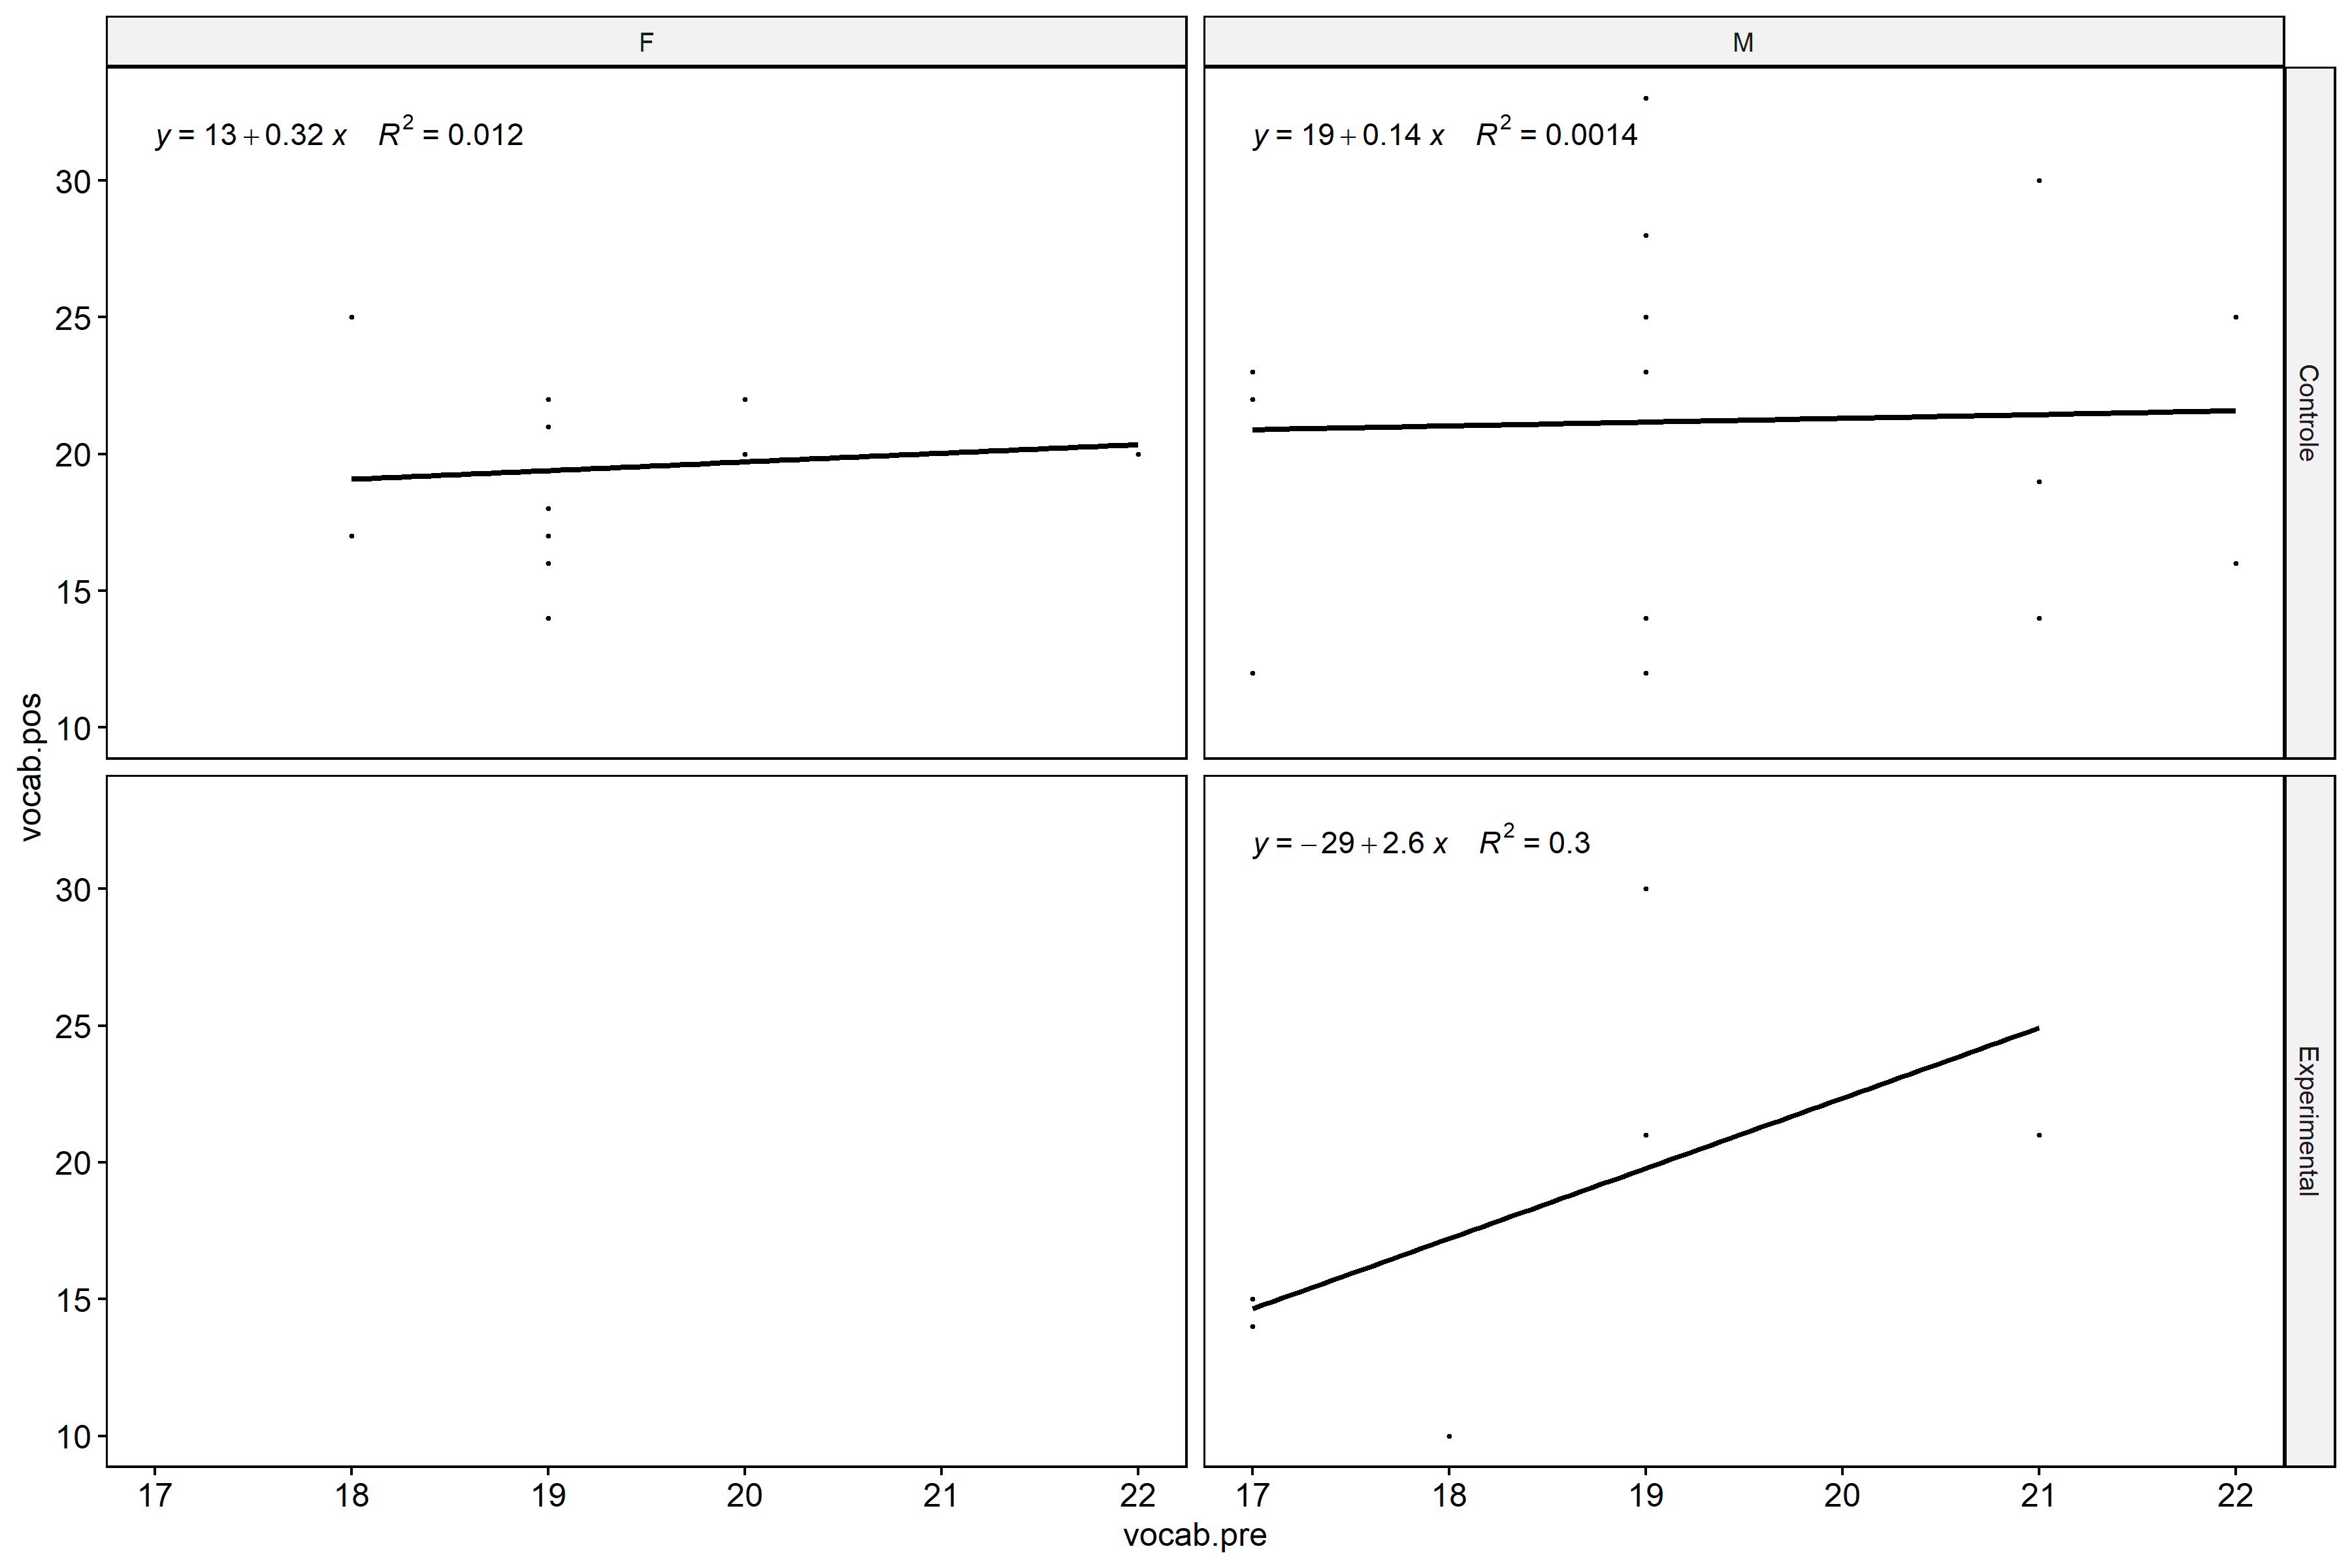 F
M
y = 13 + 0.32 x R² = 0.012
y = 19 + 0.14 x R² = 0.0014
30
25
20
15
10
Controle
vocab.pos
y = −29 + 2.6 x R² = 0.3
30
25
20
15
10
Experimental
17 18 19 20 21 22
17 18 19 20 21 22
vocab.pre